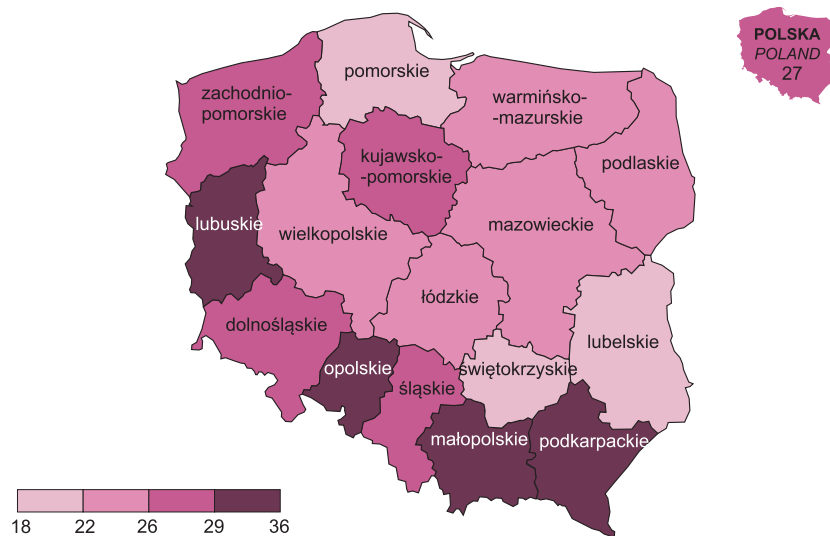 POLSKA
POLAND
27
pomorskie
zachodnio-
pomorskie
warmińsko-
-mazurskie
kujawsko-
-pomorskie
podlaskie
lubuskie
wielkopolskie
mazowieckie
łódzkie
dolnośląskie
lubelskie
opolskie
świętokrzyskie
śląskie
małopolskie
podkarpackie
18 22 26 29 36